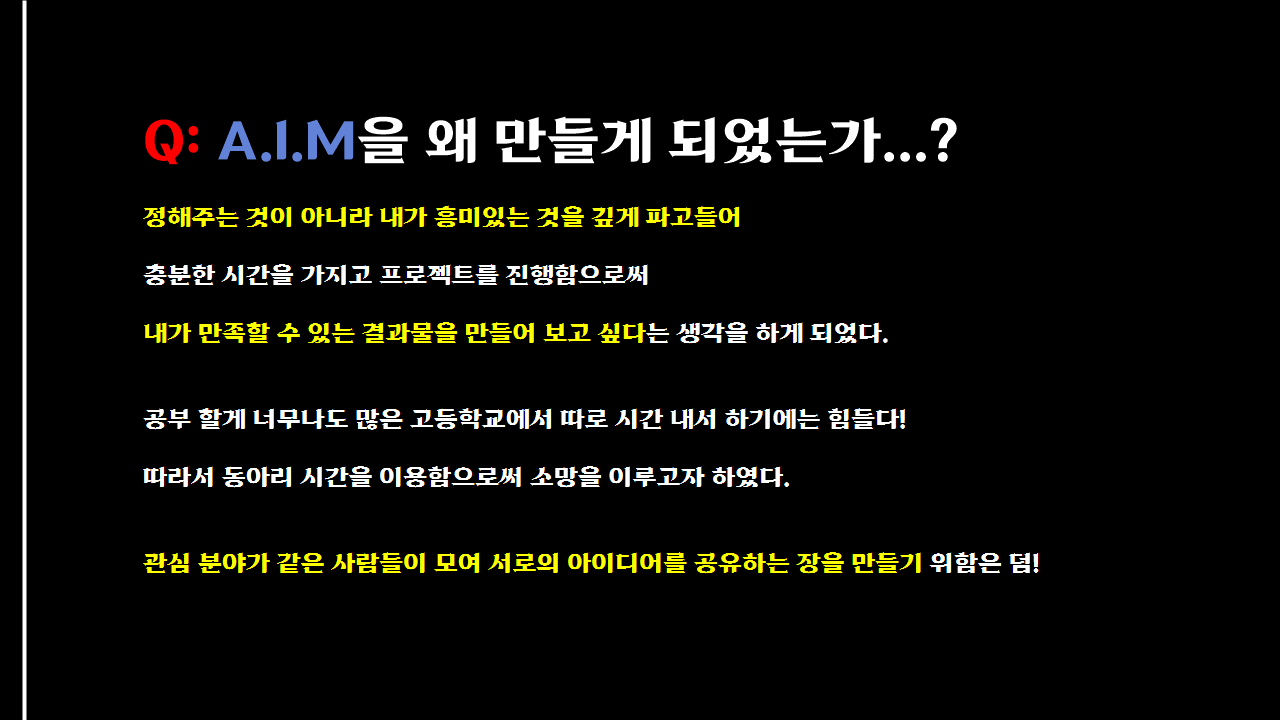 Q: A.I.M을 왜 만들게 되었는가...?
정해주는 것이 아니라 내가 흥미있는 것을 깊게 파고들어
충분한 시간을 가지고 프로젝트를 진행함으로써
내가 만족할 수 있는 결과물을 만들어 보고 싶다는 생각을 하게 되었다.
공부 할게 너무나도 많은 고등학교에서 따로 시간 내서 하기에는 힘들다!
따라서 동아리 시간을 이용함으로써 소망을 이루고자 하였다.
관심 분야가 같은 사람들이 모여 서로의 아이디어를 공유하는 장을 만들기 위함은 덤!